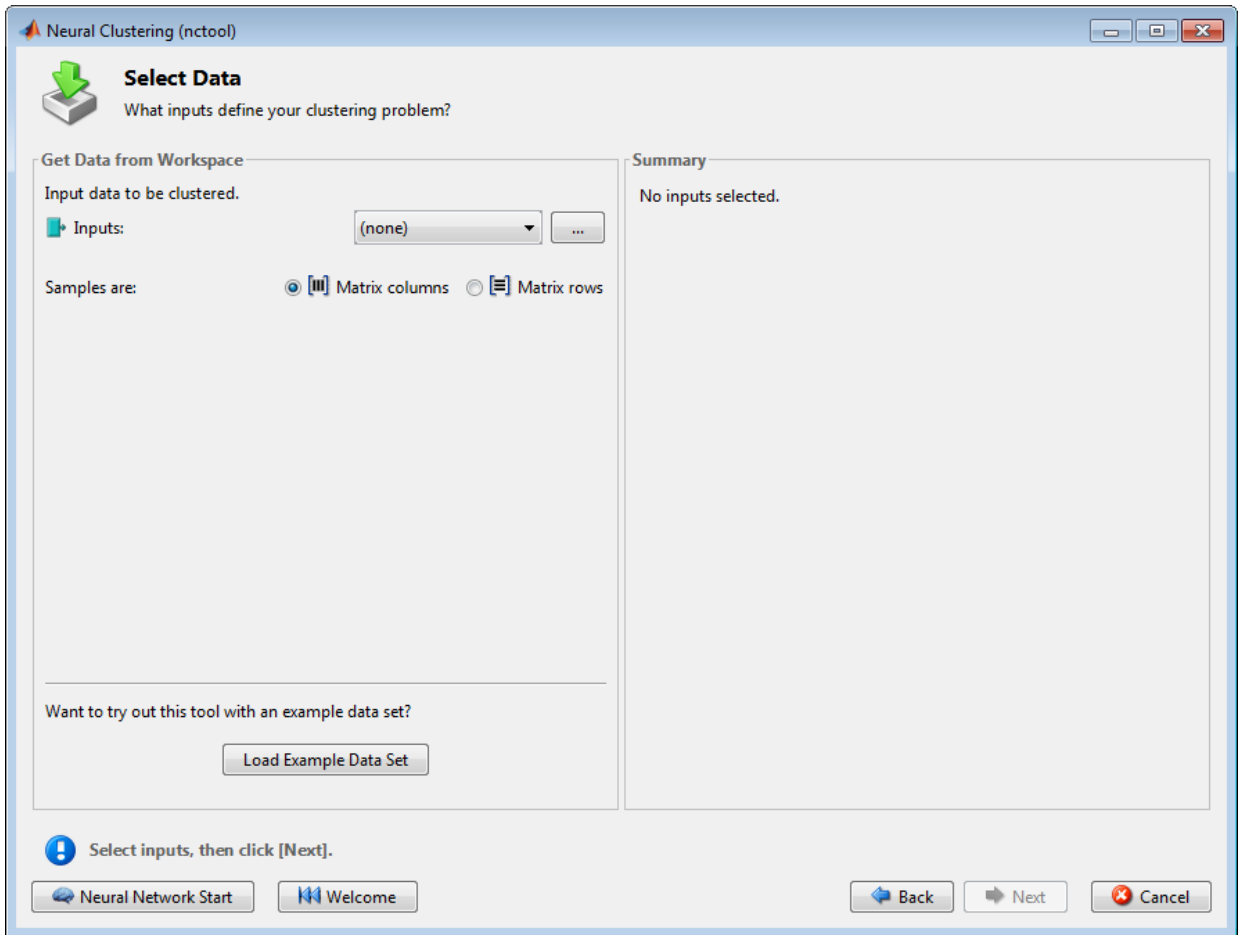 Neural Clustering (nctool)
Select Data
What inputs define your clustering problem?
Get Data from Workspace
Input data to be clustered.
Inputs: (none) ...
Samples are: Matrix columns Matrix rows
Want to try out this tool with an example data set?
Load Example Data Set
Summary
No inputs selected.
Select inputs, then click [Next].
Neural Network Start Welcome Back Next Cancel